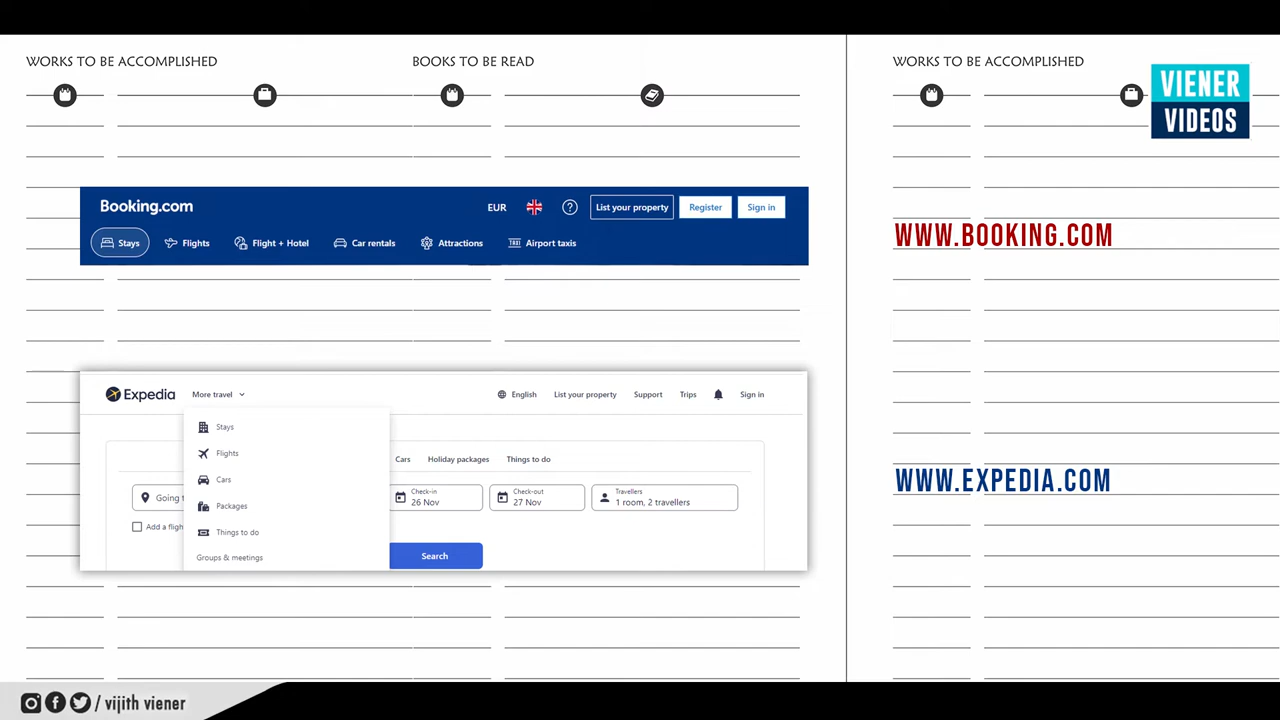 WORKS TO BE ACCOMPLISHED
BOOKS TO BE READ
WORKS TO BE ACCOMPLISHED
VIENER
VIDEOS
Booking.com
EUR
List your property
Register
Sign in
Stays
Flights
Flight + Hotel
Car rentals
Attractions
TAXI
Airport taxis
WWW.BOOKING.COM
Expedia
More travel
English
List your property
Support
Trips
Sign in
Stays
Flights
Cars
Packages
Things to do
Groups & meetings
Cars
Holiday packages
Things to do
Going t
Check-in
26 Nov
Check-out
27 Nov
Travellers
1 room, 2 travellers
Add a fligh
Search
WWW.EXPEDIA.COM
/ vijith viener